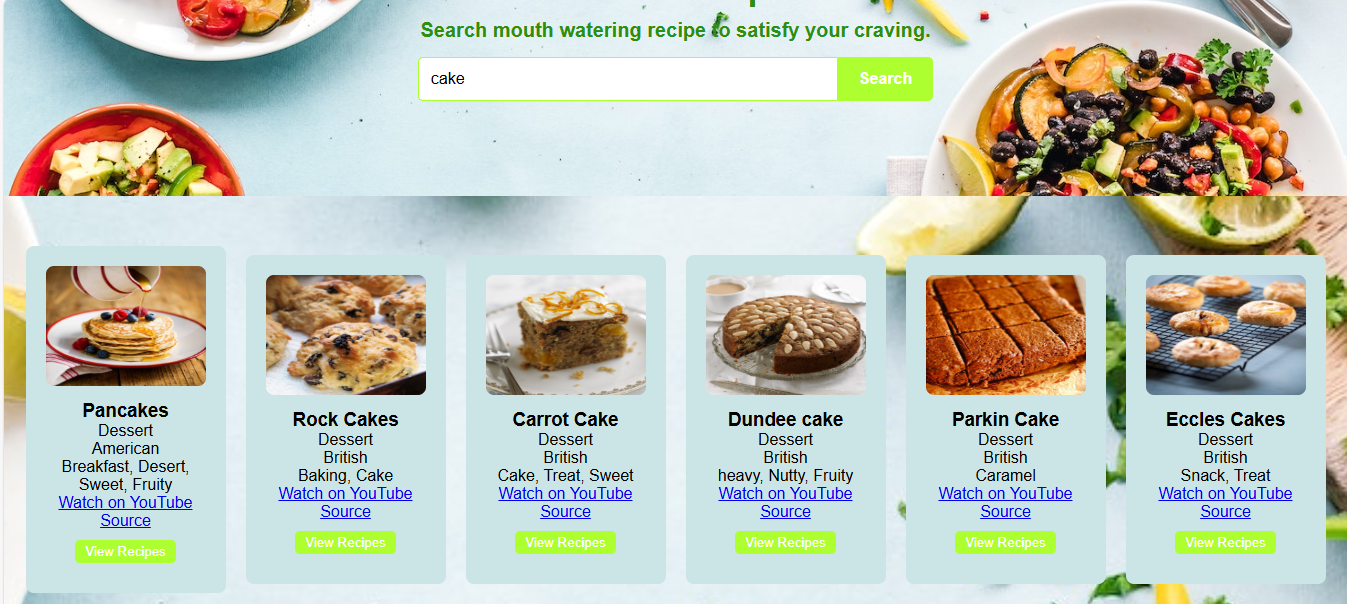 Search mouth watering recipe to satisfy your craving.
cake
Search
Pancakes
Dessert
American
Breakfast, Desert,
Sweet, Fruity
Watch on YouTube
Source
View Recipes
Rock Cakes
Dessert
British
Baking, Cake
Watch on YouTube
Source
View Recipes
Carrot Cake
Dessert
British
Cake, Treat, Sweet
Watch on YouTube
Source
View Recipes
Dundee cake
Dessert
British
heavy, Nutty, Fruity
Watch on YouTube
Source
View Recipes
Parkin Cake
Dessert
British
Caramel
Watch on YouTube
Source
View Recipes
Eccles Cakes
Dessert
British
Snack, Treat
Watch on YouTube
Source
View Recipes